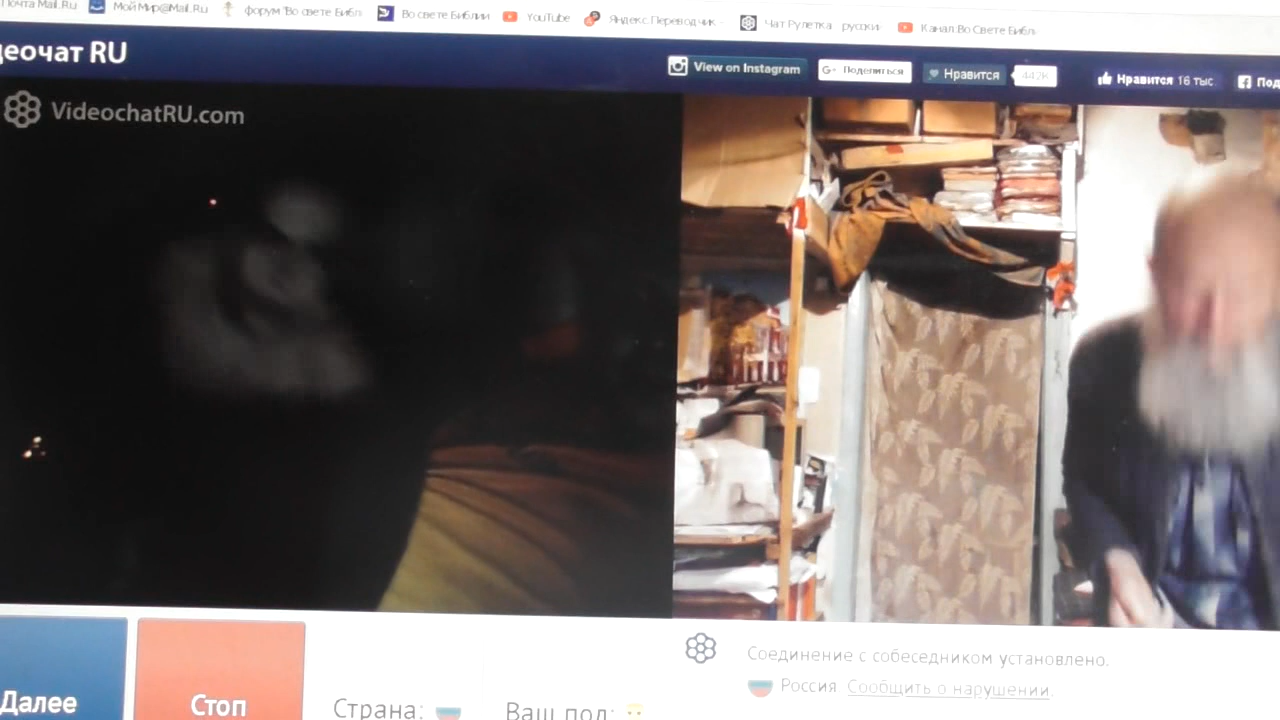 Почта Mail.Ru МойМир@Mail.Ru форум "Во свете Библ Во свете Библии YouTube Яндекс.Переводчик - Чат Рулетка русски Канал:Во Свете Библ
деочат RU
View on Instagram G+ Поделиться Нравится 442K Нравится 16 тыс. Под
VideochatRU.com
Соединение с собеседником установлено.
Россия Сообщить о нарушении.
Далее Стоп Страна: Ваш пол: